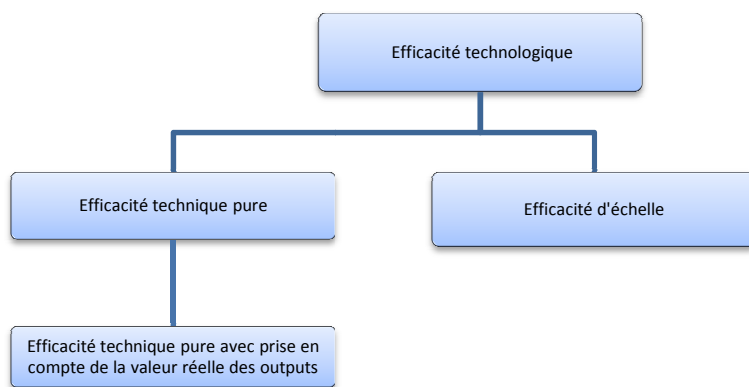 Efficacité technologique
Efficacité technique pure
Efficacité d'échelle
Efficacité technique pure avec prise en
compte de la valeur réelle des outputs